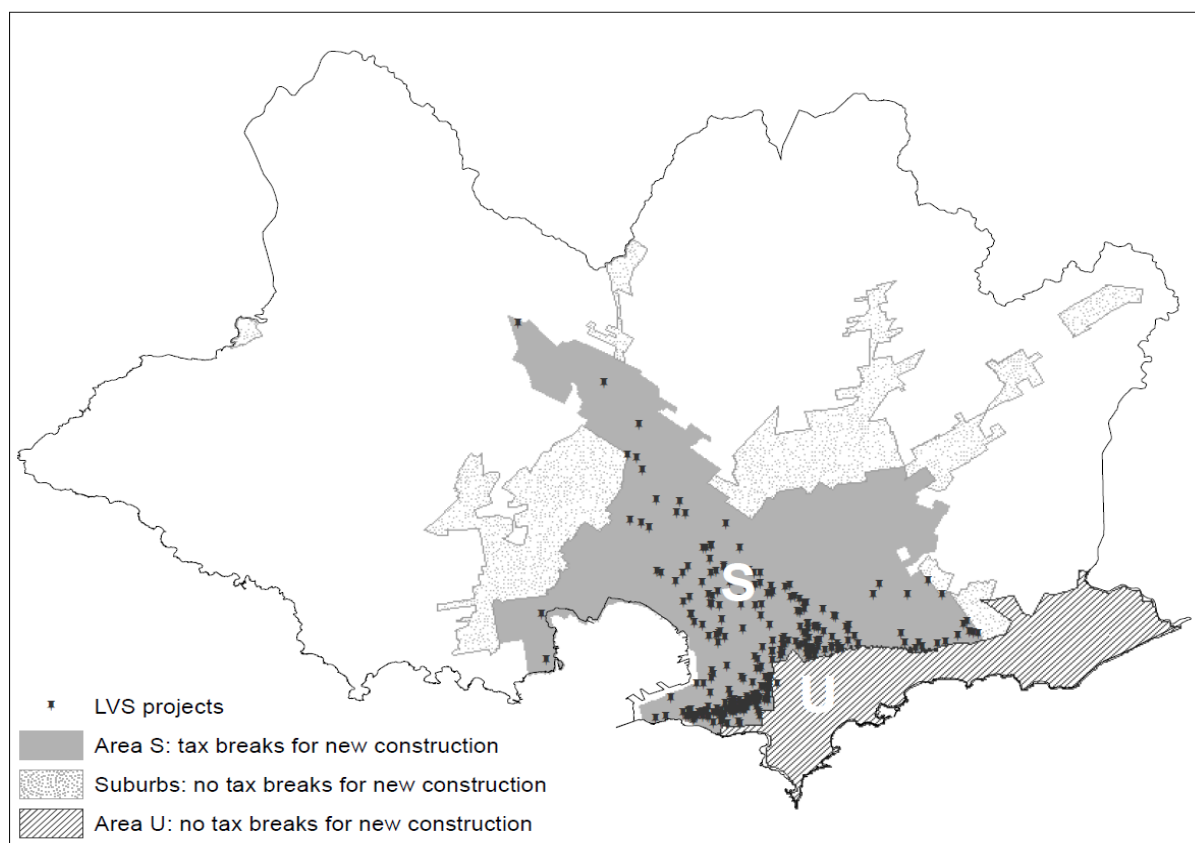 S
U
LVS projects
Area S: tax breaks for new construction
Suburbs: no tax breaks for new construction
Area U: no tax breaks for new construction